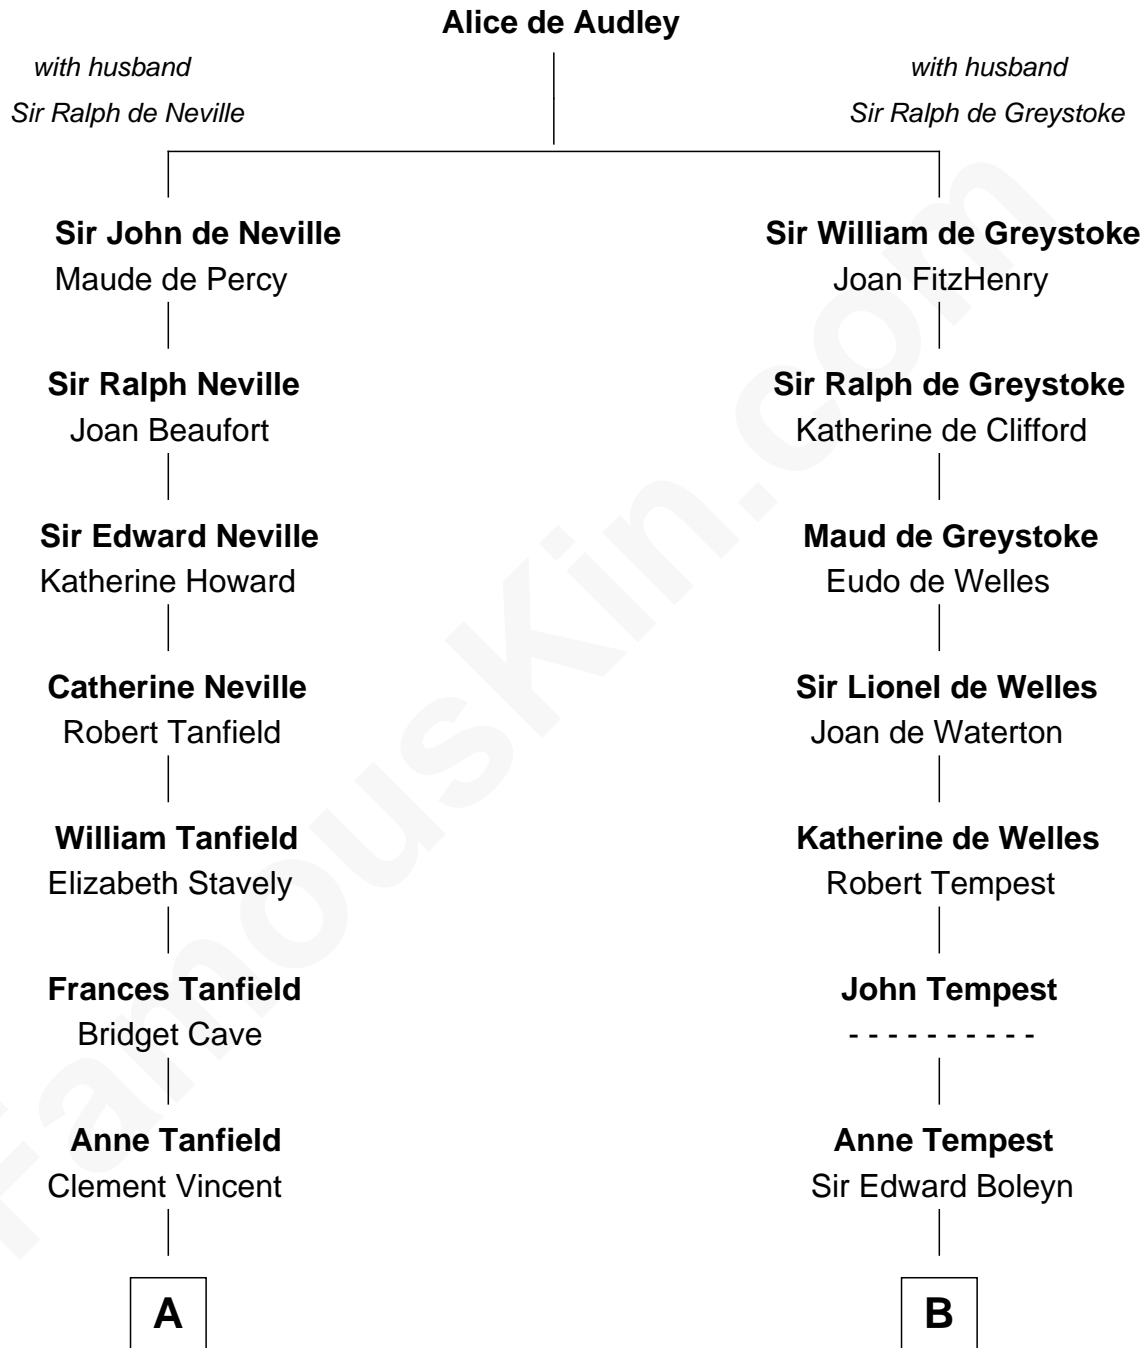 Alice de Audley
with husband
Sir Ralph de Neville
with husband
Sir Ralph de Greystoke
Sir John de Neville
Maude de Percy
Sir William de Greystoke
Joan FitzHenry
Sir Ralph Neville
Joan Beaufort
Sir Ralph de Greystoke
Katherine de Clifford
Sir Edward Neville
Katherine Howard
Maud de Greystoke
Eudo de Welles
Catherine Neville
Robert Tanfield
Sir Lionel de Welles
Joan de Waterton
William Tanfield
Elizabeth Stavely
Katherine de Welles
Robert Tempest
Frances Tanfield
Bridget Cave
John Tempest
- - - - - - - - - -
Anne Tanfield
Clement Vincent
Anne Tempest
Sir Edward Boleyn
A
B
FamousKin.com